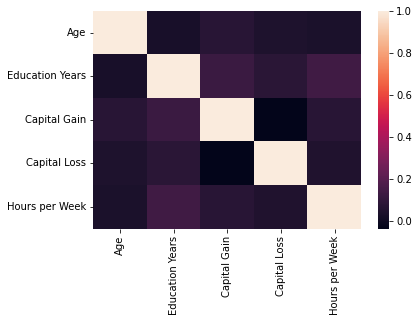 Age
Education Years
Capital Gain
Capital Loss
Hours per Week
Age
Education Years
Capital Gain
Capital Loss
Hours per Week
1.0
0.8
0.6
0.4
0.2
0.0